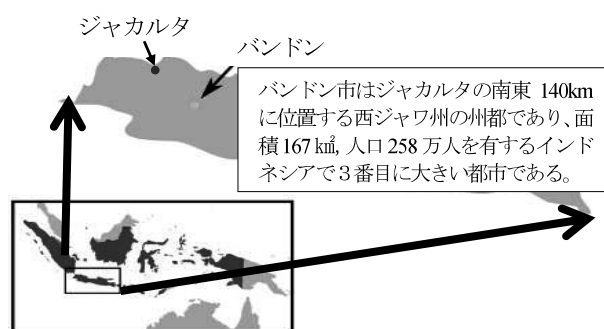 ジャカルタ
バンドン
バンドン市はジャカルタの南東 140km
に位置する西ジャワ州の州都であり、面
積 167 ㎢, 人口 258 万人を有するインド
ネシアで３番目に大きい都市である。